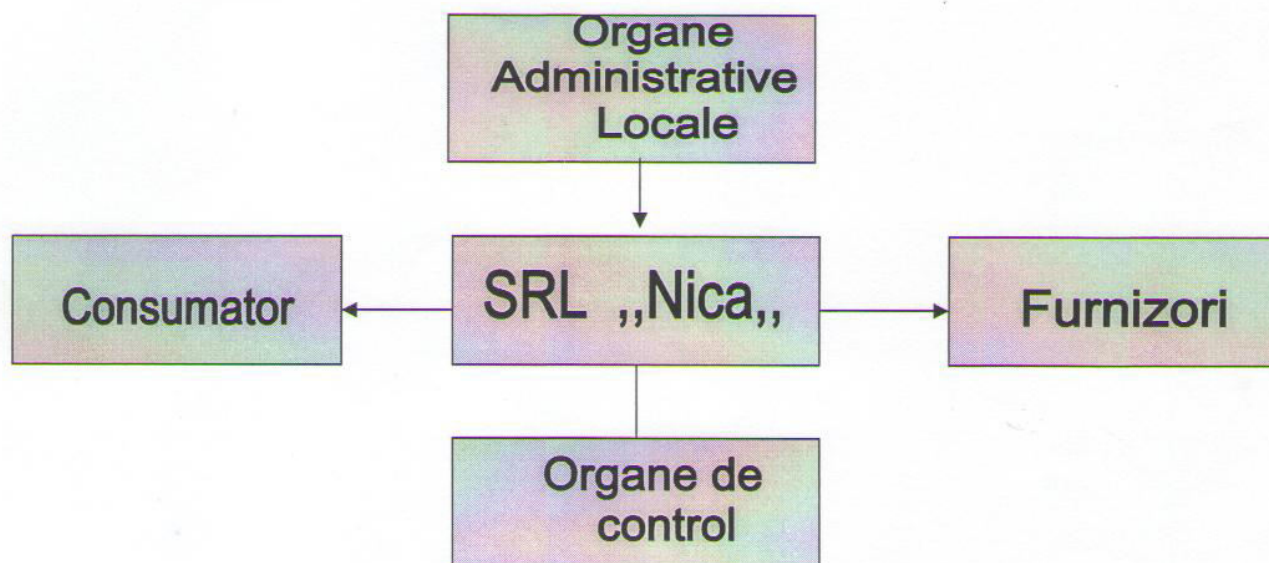 Organe
Administrative
Locale
Consumator
SRL ,,Nica,,
Furnizori
Organe de
control